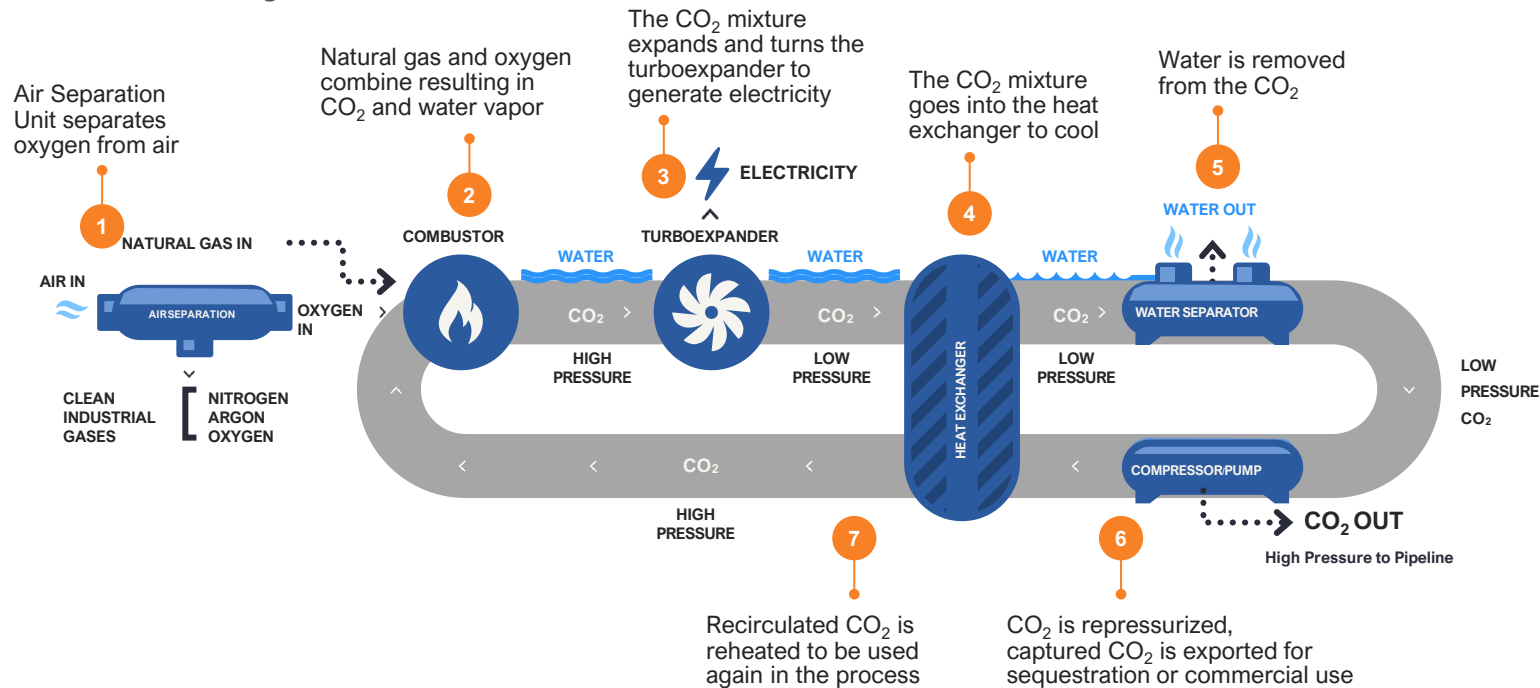 The CO₂ mixture
expands and turns the
turboexpander to
generate electricity
Natural gas and oxygen
combine resulting in
CO₂ and water vapor
Water is removed
from the CO₂
The CO₂ mixture
goes into the heat
exchanger to cool
Air Separation
Unit separates
oxygen from air
1
2
3
4
5
ELECTRICITY
NATURAL GAS IN
COMBUSTOR
TURBOEXPANDER
WATER OUT
WATER
WATER
WATER
AIR IN
AIR SEPARATION
OXYGEN
IN
CO₂
CO₂
CO₂
WATER SEPARATOR
HIGH
PRESSURE
LOW
PRESSURE
LOW
PRESSURE
HEAT EXCHANGER
LOW
PRESSURE
CO₂
CLEAN
INDUSTRIAL
GASES
NITROGEN
ARGON
OXYGEN
CO₂
COMPRESSOR/PUMP
HIGH
PRESSURE
CO₂ OUT
High Pressure to Pipeline
7
6
Recirculated CO₂ is
reheated to be used
again in the process
CO₂ is repressurized,
captured CO₂ is exported for
sequestration or commercial use